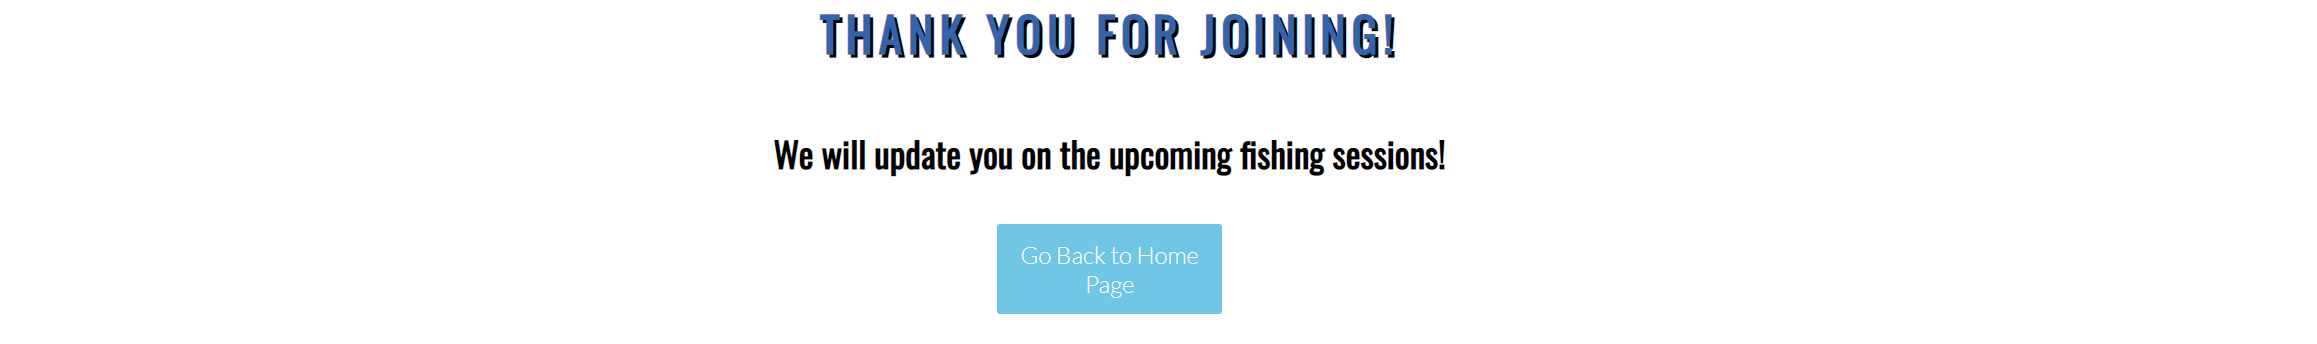 THANK YOU FOR JOINING!
We will update you on the upcoming fishing sessions!
Go Back to Home
Page